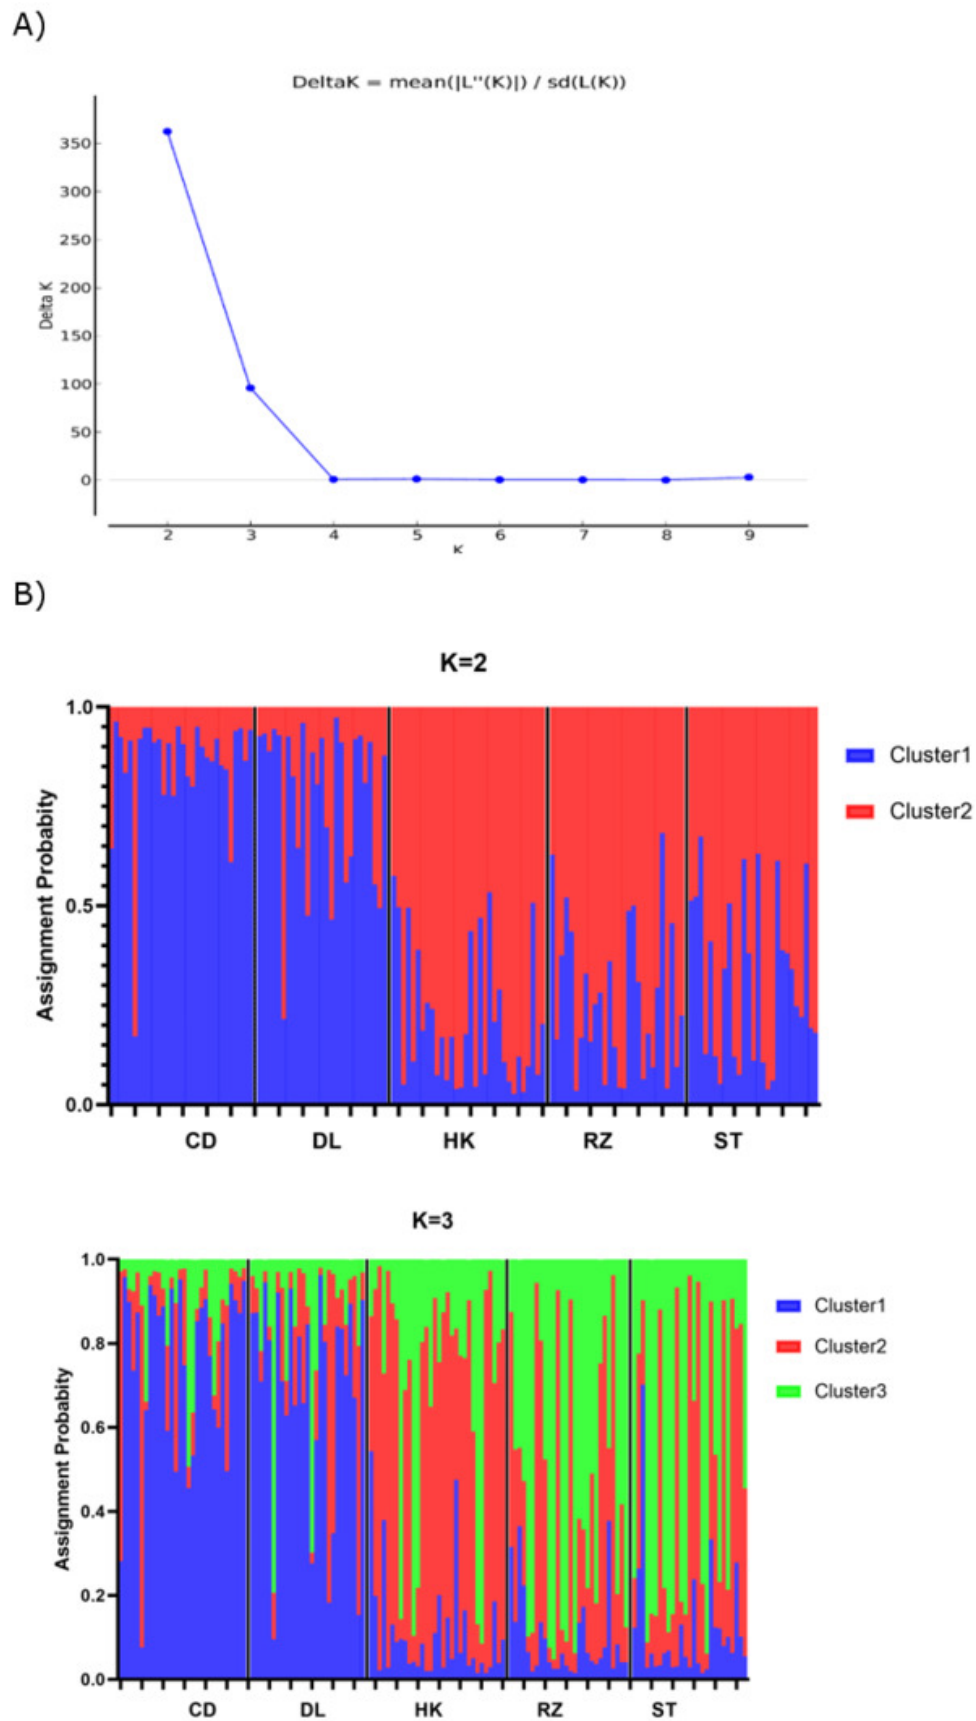 A)
DeltaK = mean(|L''(K)|) / sd(L(K))
350
300
250
200
150
100
50
0
Delta K
2 3 4 5 6 7 8 9
K
B)
K=2
1.0
0.5
0.0
Assignment Probabity
Cluster1
Cluster2
CD DL HK RZ ST
K=3
1.0
0.8
0.6
0.4
0.2
0.0
Assignment Probabity
Cluster1
Cluster2
Cluster3
CD DL HK RZ ST